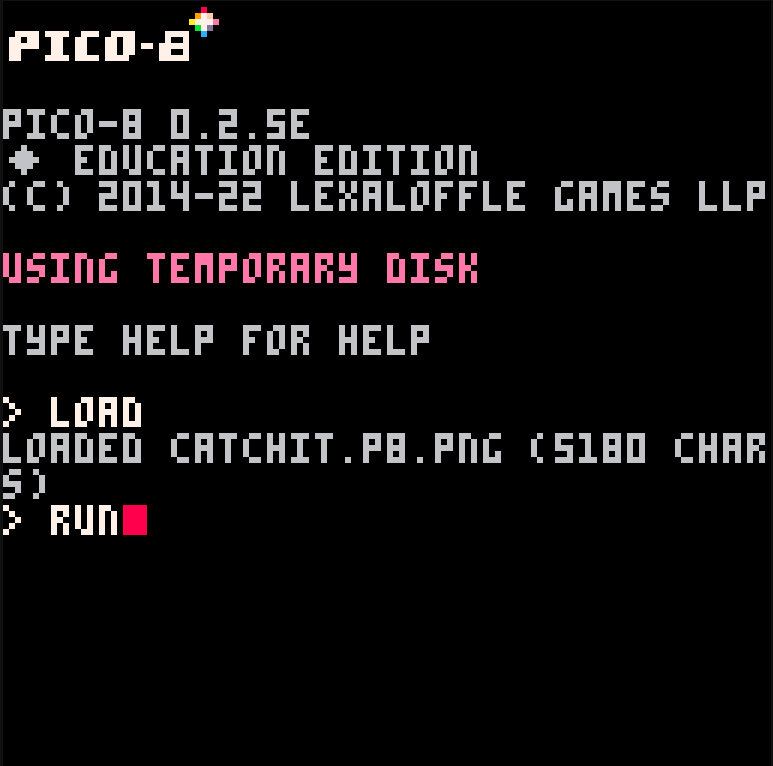 PICO-8
PICO-8 0.2.5E
EDUCATION EDITION
(C) 2014-22 LEXALOFFLE GAMES LLP
USING TEMPORARY DISK
TYPE HELP FOR HELP
> LOAD
LOADED CATCHIT.P8.PNG (5180 CHAR
S)
> RUN